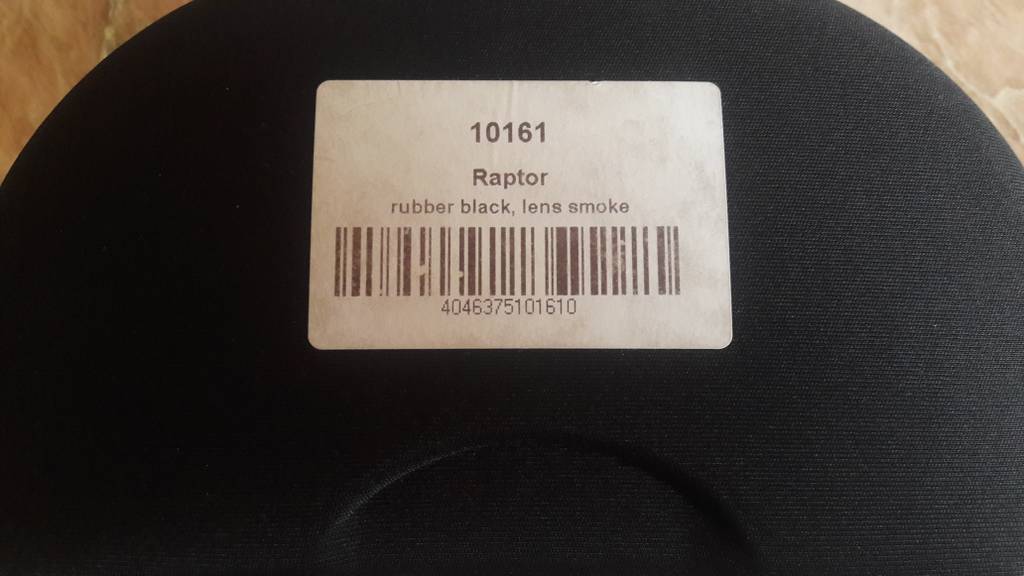 10161
Raptor
rubber black, lens smoke
4046375101610